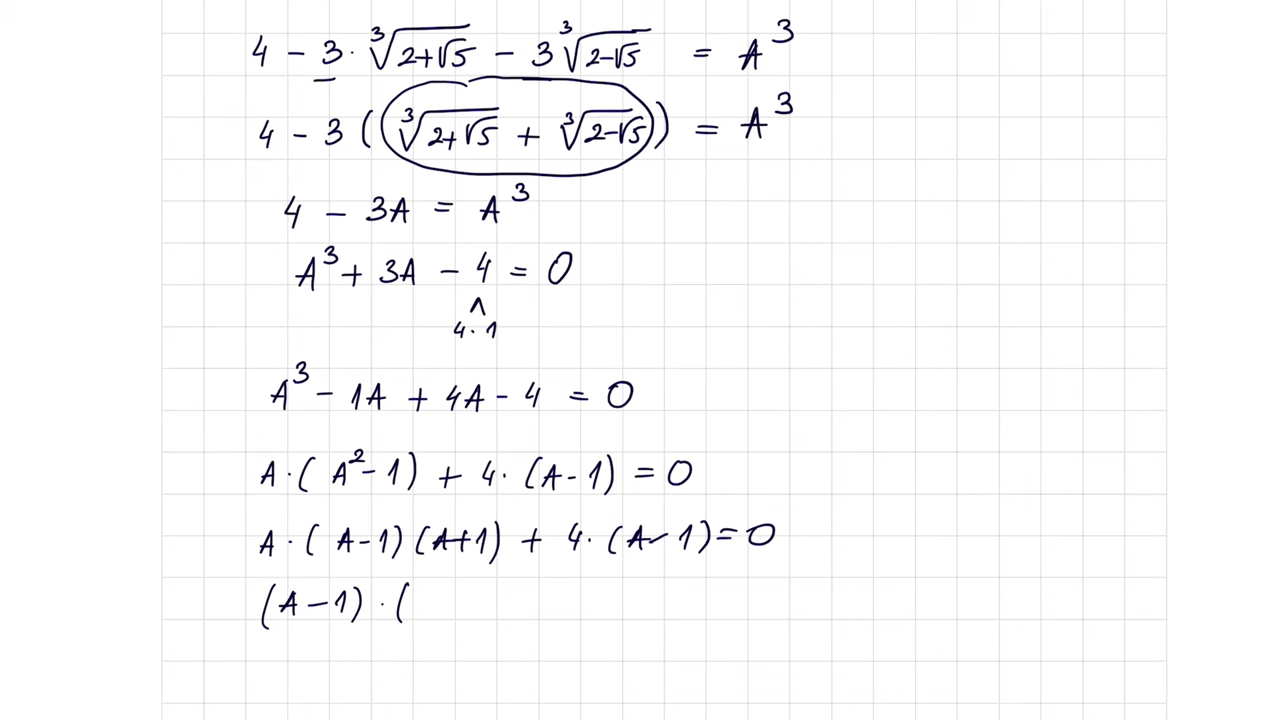 4 - 3 · ∛(2+√5) - 3 ∛(2-√5) = A³
4 - 3 ((∛(2+√5) + ∛(2-√5))) = A³
4 - 3A = A³
A³ + 3A - 4 = 0
4 · 1
A³ - 1A + 4A - 4 = 0
A · (A² - 1) + 4 · (A - 1) = 0
A · (A - 1)(A + 1) + 4 · (A - 1) = 0
(A - 1) · (